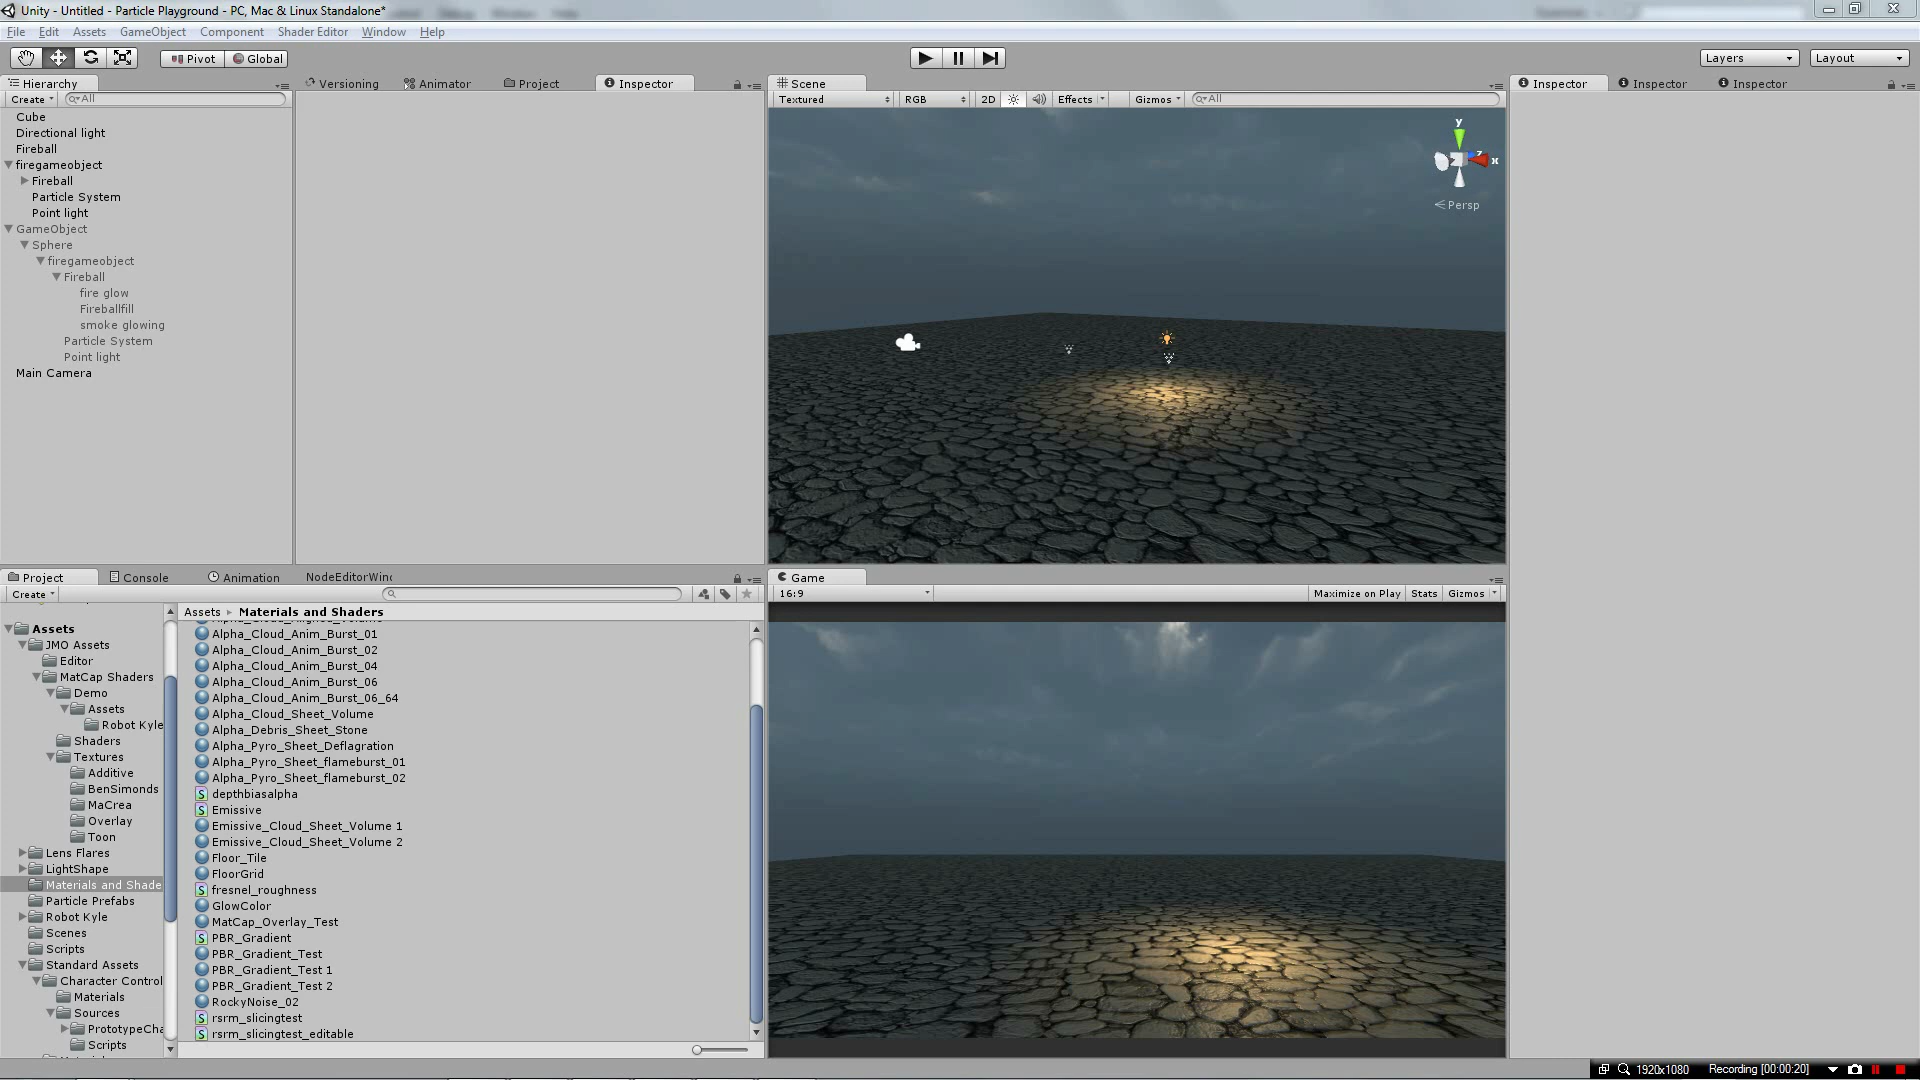 Unity - Untitled - Particle Playground - PC, Mac & Linux Standalone*
File Edit Assets GameObject Component Shader Editor Window Help
Pivot Global Layers Layout
Hierarchy
Create All
Cube
Directional light
Fireball
firegameobject
Fireball
Particle System
Point light
GameObject
Sphere
firegameobject
Fireball
fire glow
Fireballfill
smoke glowing
Particle System
Point light
Main Camera
Versioning Animator Project Inspector
Scene
Textured RGB 2D Effects Gizmos All
y
z
x
Persp
Inspector Inspector Inspector
Project Console Animation NodeEditorWinc
Create
Assets
JMO Assets
Editor
MatCap Shaders
Demo
Assets
Robot Kyle
Shaders
Textures
Additive
BenSimonds
MaCrea
Overlay
Toon
Lens Flares
LightShape
Materials and Shade
Particle Prefabs
Robot Kyle
Scenes
Scripts
Standard Assets
Character Control
Materials
Sources
PrototypeCha
Scripts
Assets Materials and Shaders
Alpha_Cloud_Anim_Burst_01
Alpha_Cloud_Anim_Burst_02
Alpha_Cloud_Anim_Burst_04
Alpha_Cloud_Anim_Burst_06
Alpha_Cloud_Anim_Burst_06_64
Alpha_Cloud_Sheet_Volume
Alpha_Debris_Sheet_Stone
Alpha_Pyro_Sheet_Deflagration
Alpha_Pyro_Sheet_flameburst_01
Alpha_Pyro_Sheet_flameburst_02
depthbiasalpha
Emissive
Emissive_Cloud_Sheet_Volume 1
Emissive_Cloud_Sheet_Volume 2
Floor_Tile
FloorGrid
fresnel_roughness
GlowColor
MatCap_Overlay_Test
PBR_Gradient
PBR_Gradient_Test
PBR_Gradient_Test 1
PBR_Gradient_Test 2
RockyNoise_02
rsrm_slicingtest
rsrm_slicingtest_editable
Game
16:9 Maximize on Play Stats Gizmos
1920x1080 Recording [00:00:20]